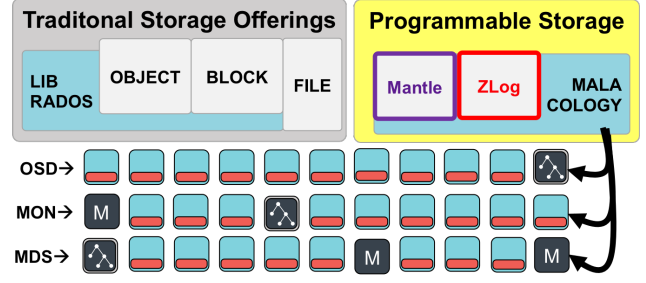 Traditonal Storage Offerings
LIB
RADOS
OBJECT
BLOCK
FILE
Programmable Storage
Mantle
ZLog
MALA
COLOGY
OSD→
MON→ M
MDS→ M M